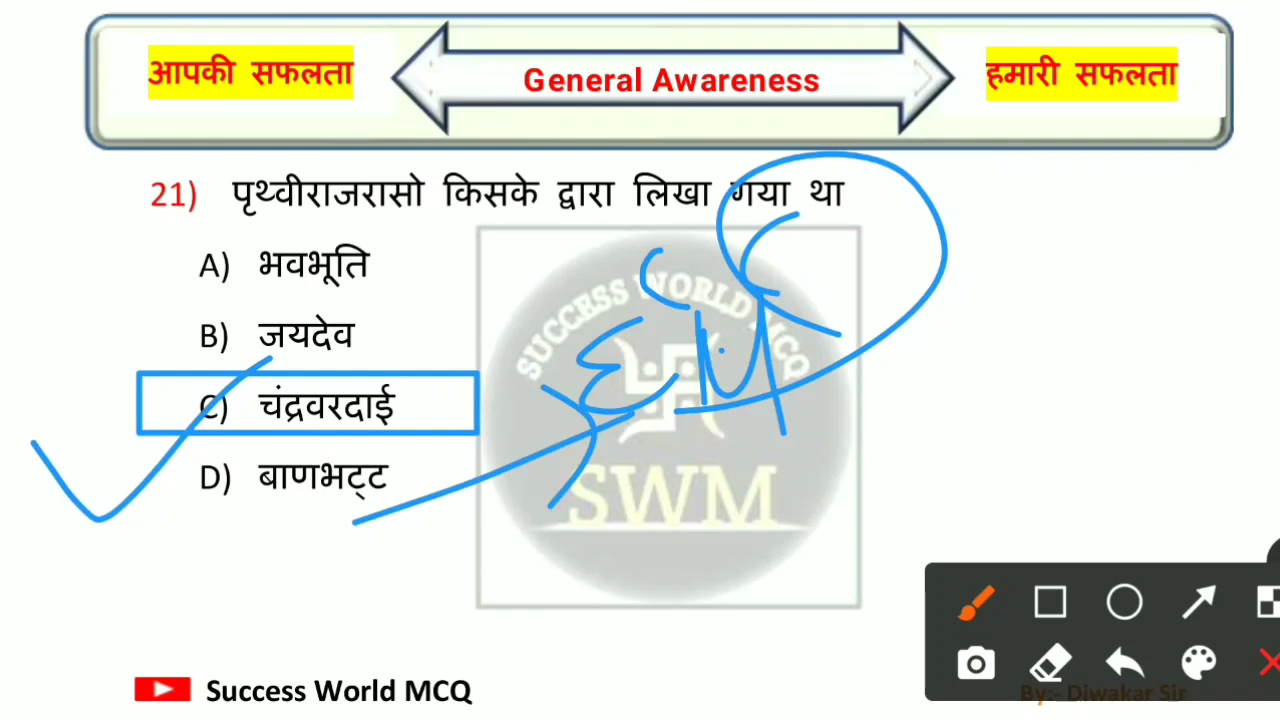 आपकी सफलता
General Awareness
हमारी सफलता
21) पृथ्वीराजरासो किसके द्वारा लिखा गया था
A) भवभूति
B) जयदेव
C) चंद्रवरदाई
D) बाणभट्ट
SUCCESS WORLD MCQ
SWM
Success World MCQ
By:- Diwakar Sir